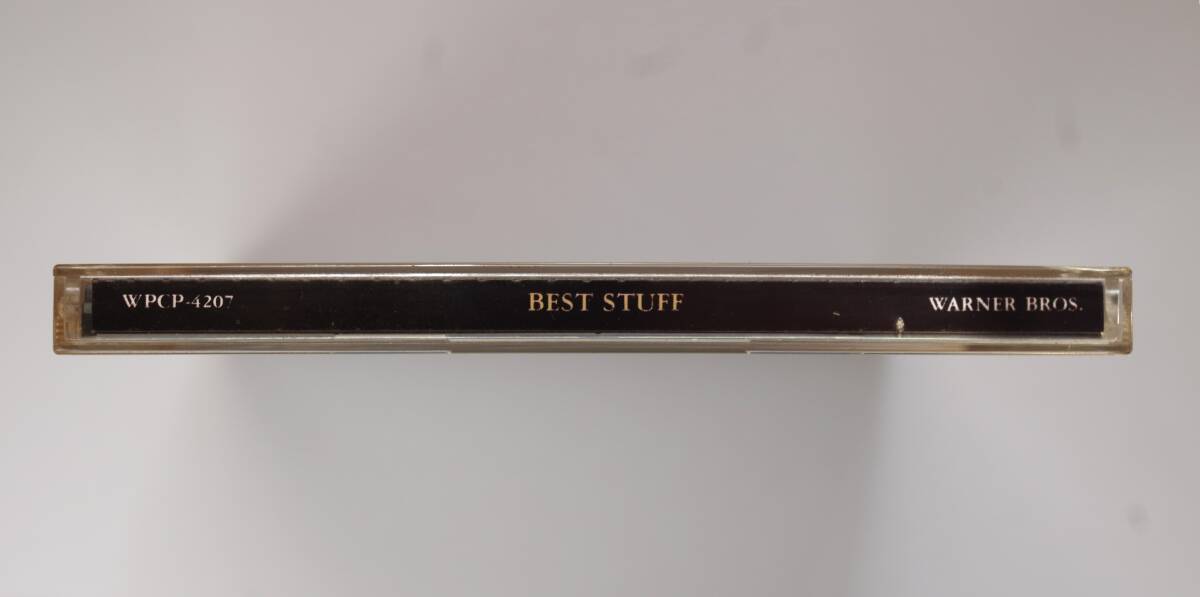 WPCP-4207 BEST STUFF WARNER BROS.